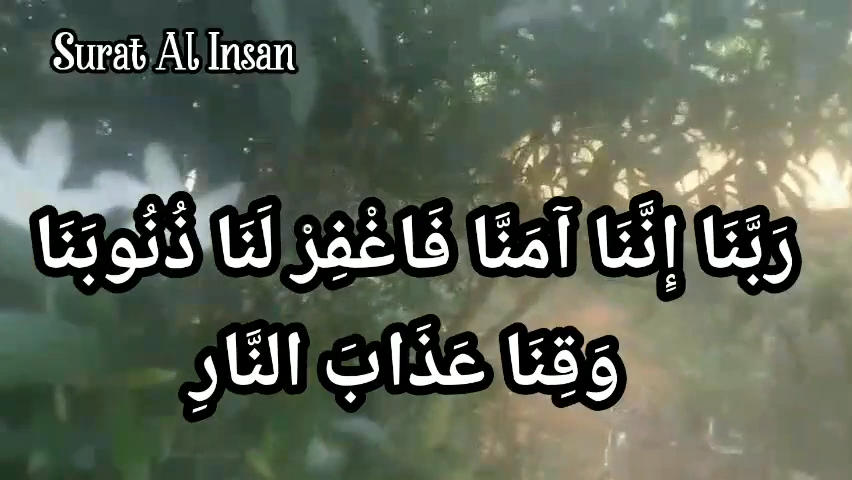 Surat Al Insan
رَبَّنَا إِنَّنَا آمَنَّا فَاغْفِرْ لَنَا ذُنُوبَنَا
وَقِنَا عَذَابَ النَّارِ